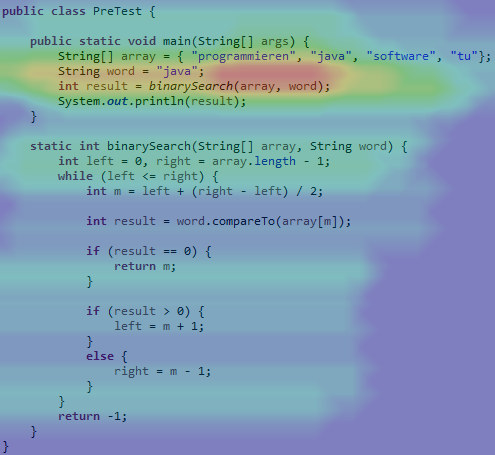 public class PreTest {
public static void main(String[] args) {
String[] array = { "programmieren", "java", "software", "tu"};
String word = "java";
int result = binarySearch(array, word);
System.out.println(result);
}
static int binarySearch(String[] array, String word) {
int left = 0, right = array.length - 1;
while (left <= right) {
int m = left + (right - left) / 2;
int result = word.compareTo(array[m]);
if (result == 0) {
return m;
}
if (result > 0) {
left = m + 1;
}
else {
right = m - 1;
}
}
return -1;
}
}